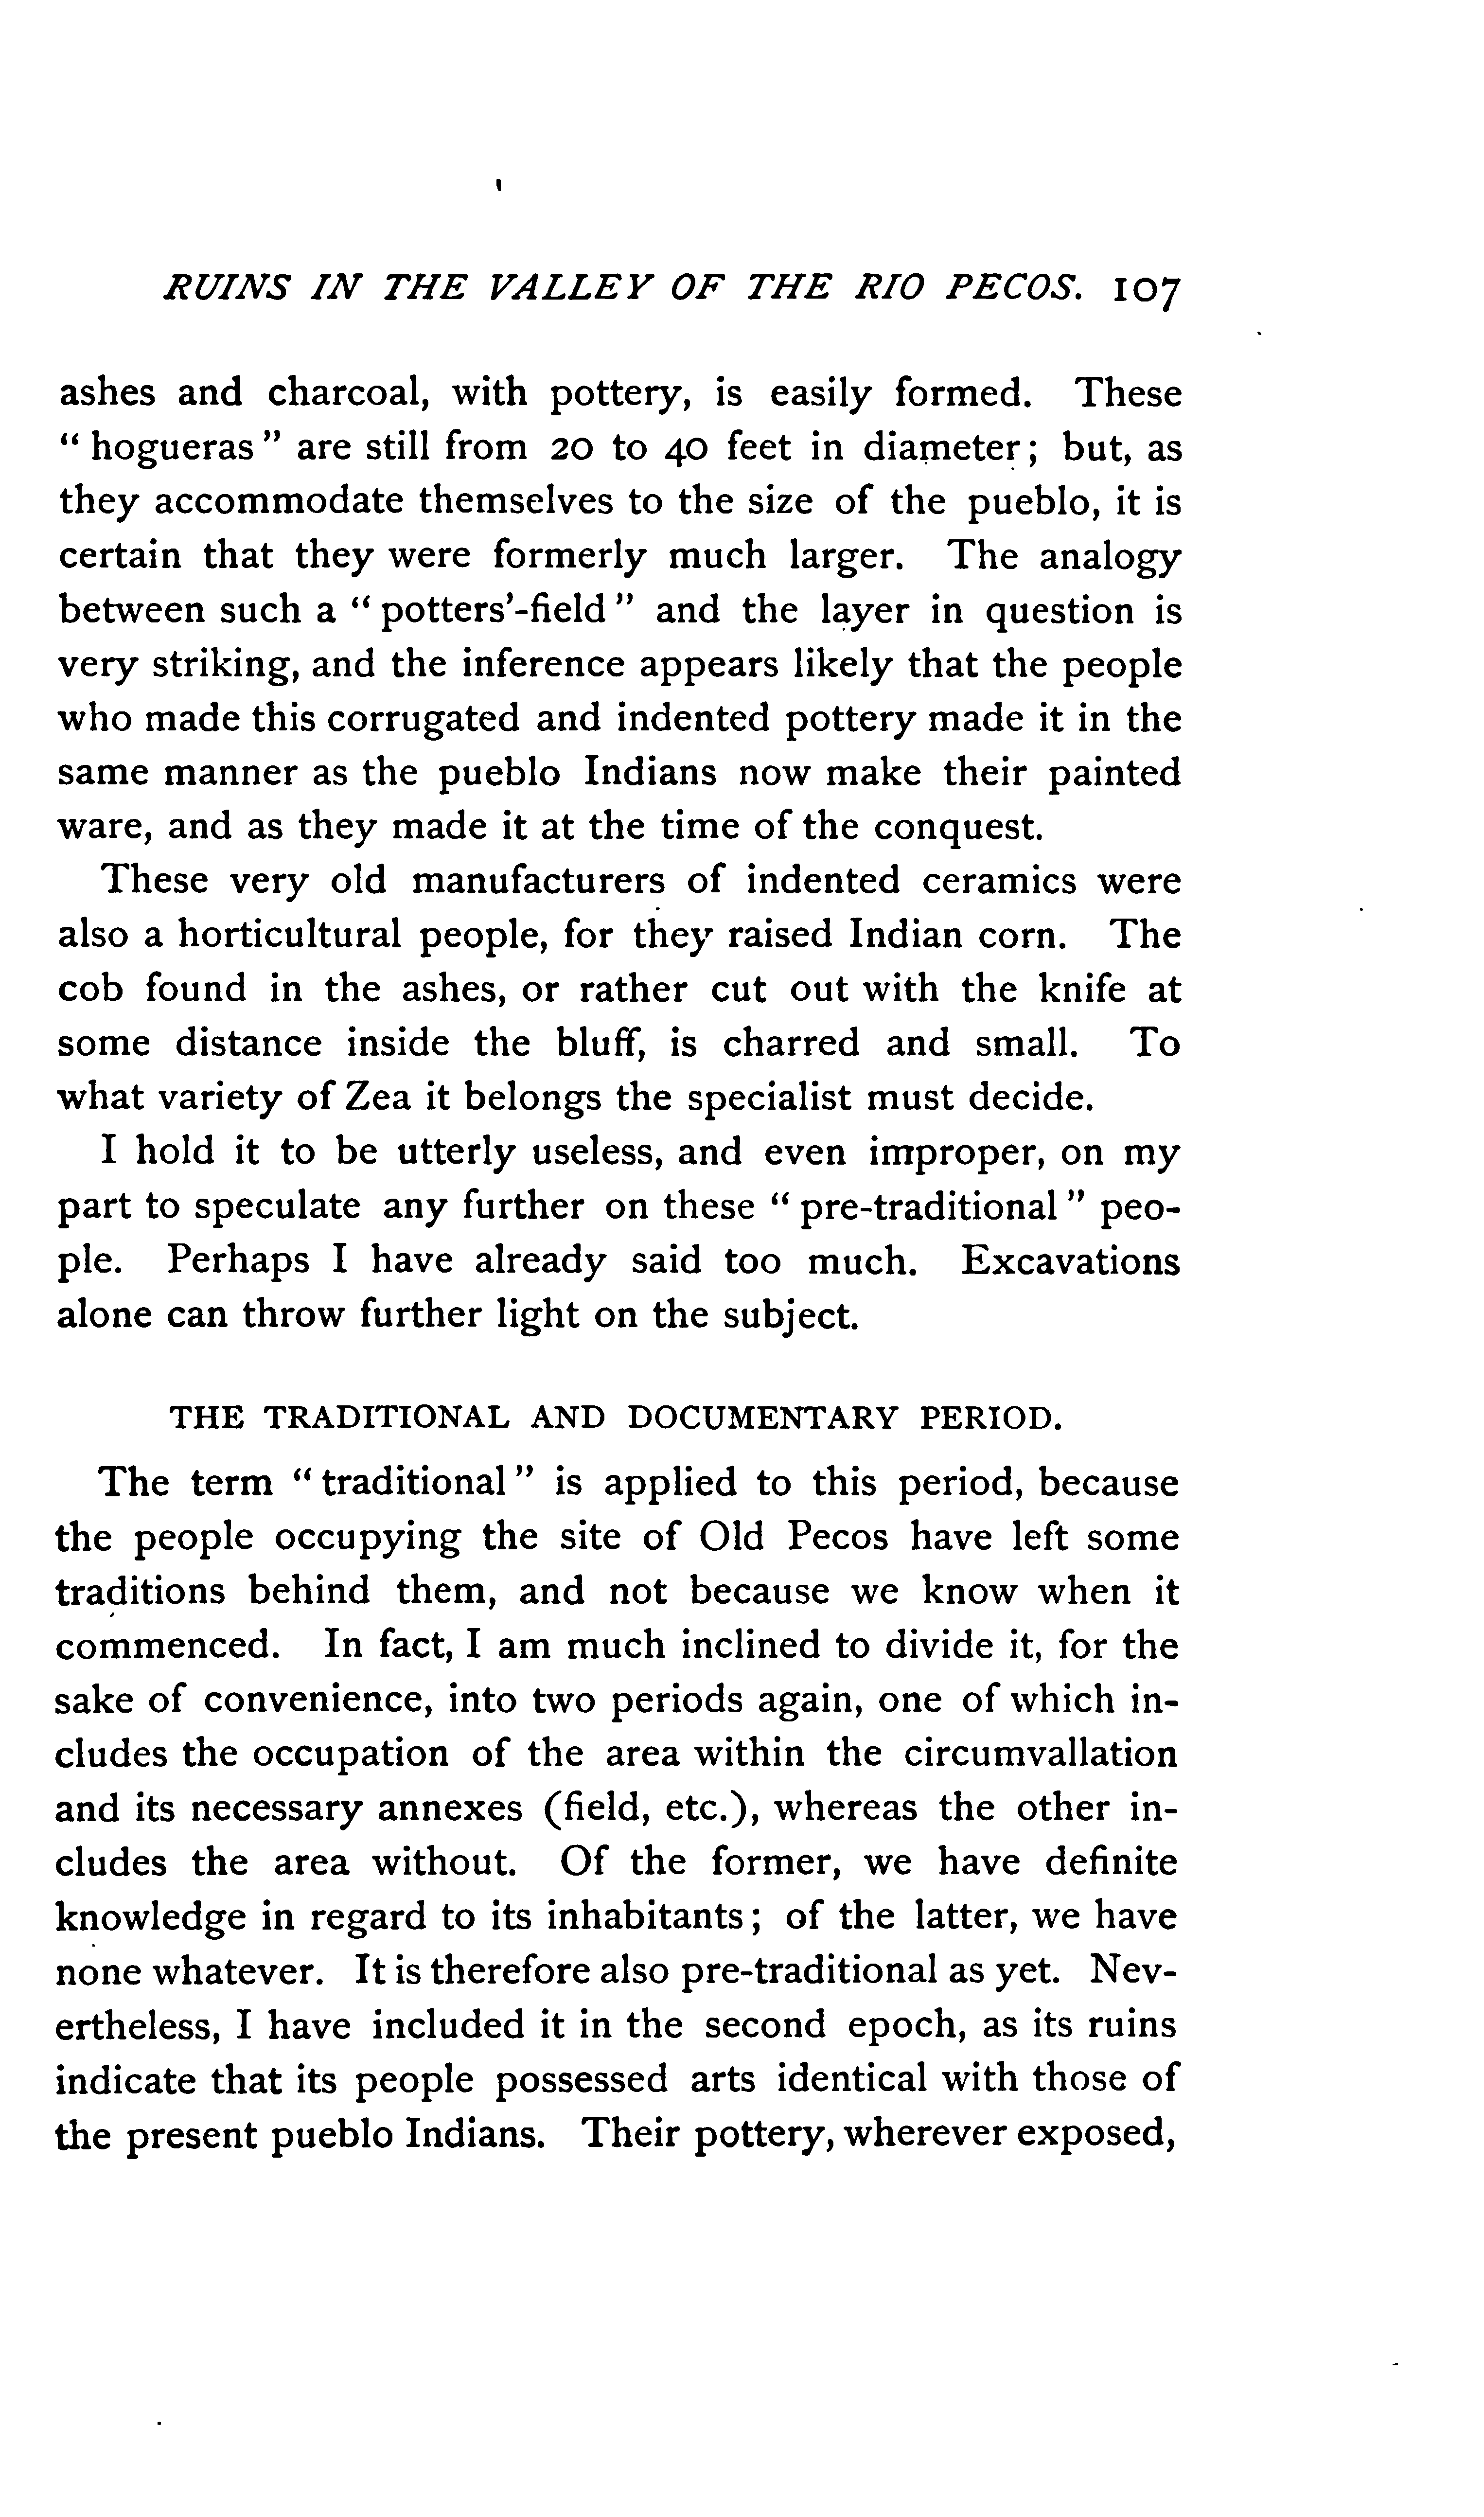 RUINS IN THE VALLEY OF THE RIO PECOS. 107
ashes and charcoal, with pottery, is easily formed. These
" hogueras " are still from 20 to 40 feet in diameter; but, as
they accommodate themselves to the size of the pueblo, it is
certain that they were formerly much larger. The analogy
between such a " potters'-field " and the layer in question is
very striking, and the inference appears likely that the people
who made this corrugated and indented pottery made it in the
same manner as the pueblo Indians now make their painted
ware, and as they made it at the time of the conquest.
These very old manufacturers of indented ceramics were
also a horticultural people, for they raised Indian corn. The
cob found in the ashes, or rather cut out with the knife at
some distance inside the bluff, is charred and small. To
what variety of Zea it belongs the specialist must decide.
I hold it to be utterly useless, and even improper, on my
part to speculate any further on these " pre-traditional " peo-
ple. Perhaps I have already said too much. Excavations
alone can throw further light on the subject.
THE TRADITIONAL AND DOCUMENTARY PERIOD.
The term " traditional " is applied to this period, because
the people occupying the site of Old Pecos have left some
traditions behind them, and not because we know when it
commenced. In fact, I am much inclined to divide it, for the
sake of convenience, into two periods again, one of which in-
cludes the occupation of the area within the circumvallation
and its necessary annexes (field, etc.), whereas the other in-
cludes the area without. Of the former, we have definite
knowledge in regard to its inhabitants; of the latter, we have
none whatever. It is therefore also pre-traditional as yet. Nev-
ertheless, I have included it in the second epoch, as its ruins
indicate that its people possessed arts identical with those of
the present pueblo Indians. Their pottery, wherever exposed,